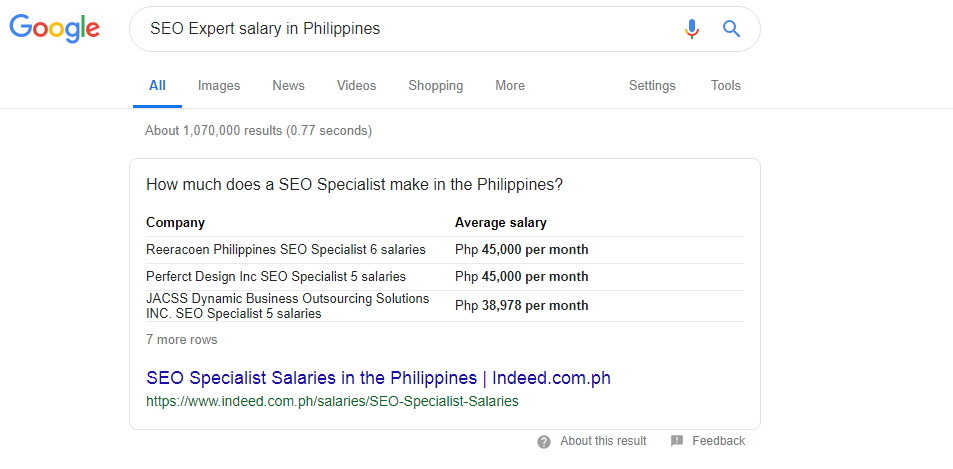 Google
SEO Expert salary in Philippines
All Images News Videos Shopping More Settings Tools
About 1,070,000 results (0.77 seconds)
How much does a SEO Specialist make in the Philippines?
Company Average salary
Reeracoen Philippines SEO Specialist 6 salaries Php 45,000 per month
Perferct Design Inc SEO Specialist 5 salaries Php 45,000 per month
JACSS Dynamic Business Outsourcing Solutions
INC. SEO Specialist 5 salaries Php 38,978 per month
7 more rows
SEO Specialist Salaries in the Philippines | Indeed.com.ph
https://www.indeed.com.ph/salaries/SEO-Specialist-Salaries
About this result Feedback